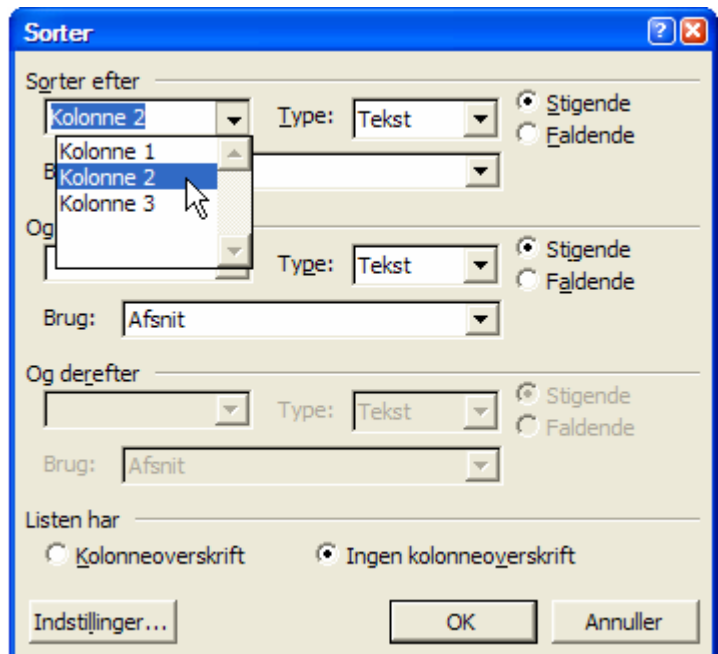 Sorter
Sorter efter
Kolonne 2 Type: Tekst Stigende
Faldende
Kolonne 1
B Kolonne 2
Kolonne 3
Og
Type: Tekst Stigende
Faldende
Brug: Afsnit
Og derefter
Type: Tekst Stigende
Faldende
Brug: Afsnit
Listen har
Kolonneoverskrift Ingen kolonneoverskrift
Indstillinger... OK Annuller